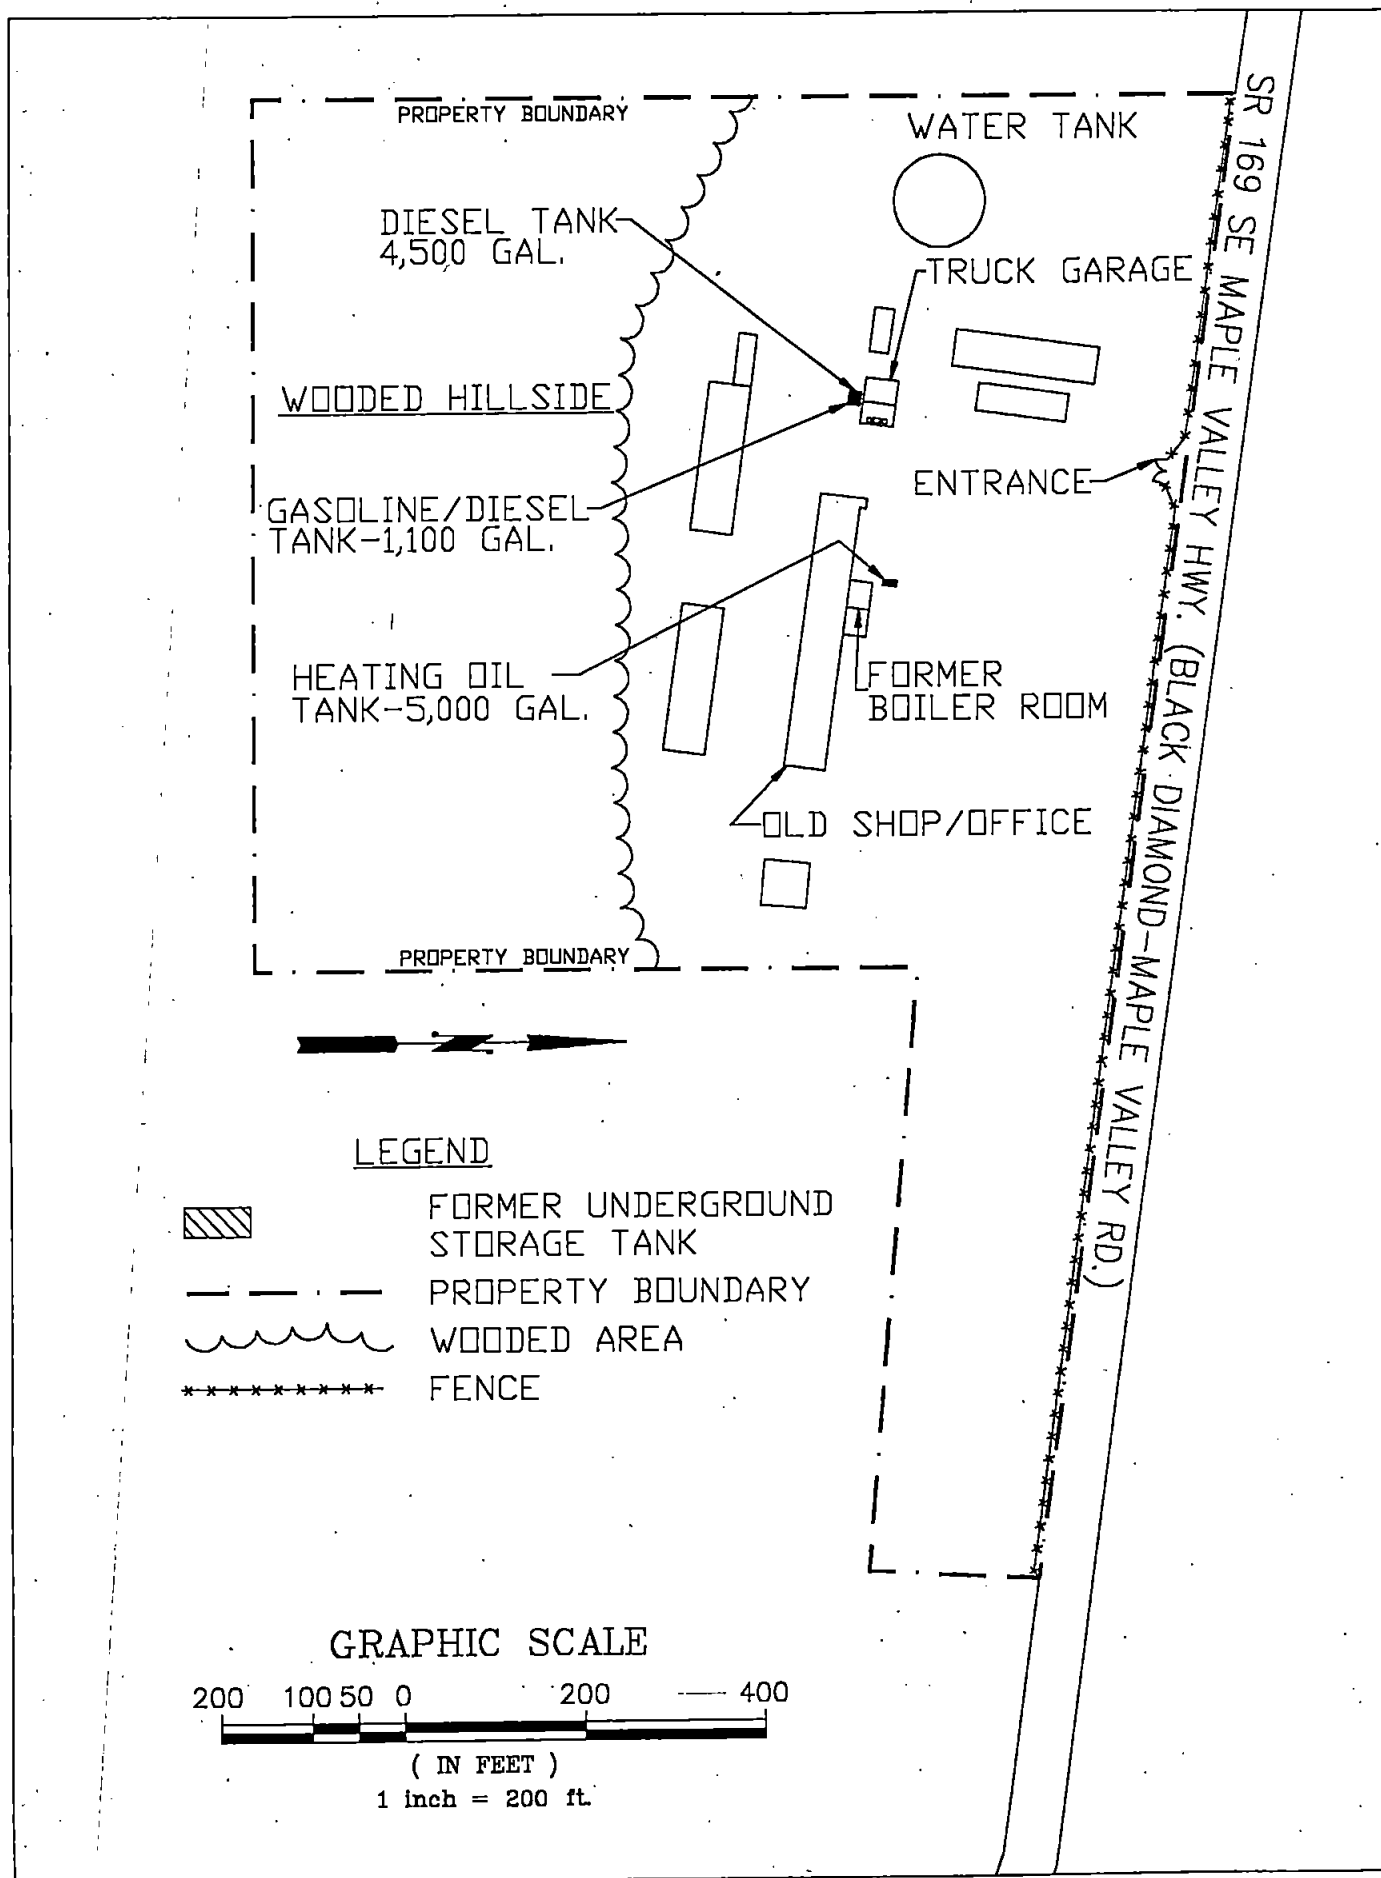 PROPERTY BOUNDARY
WATER TANK
SR 169 SE MAPLE VALLEY HWY. (BLACK DIAMOND-MAPLE VALLEY RD.)
DIESEL TANK
4,500 GAL.
TRUCK GARAGE
WOODED HILLSIDE
ENTRANCE
GASOLINE/DIESEL
TANK-1,100 GAL.
HEATING OIL
TANK-5,000 GAL.
FORMER
BOILER ROOM
OLD SHOP/OFFICE
PROPERTY BOUNDARY
LEGEND
FORMER UNDERGROUND
STORAGE TANK
PROPERTY BOUNDARY
WOODED AREA
FENCE
GRAPHIC SCALE
200 100 50 0 200 400
( IN FEET )
1 inch = 200 ft.